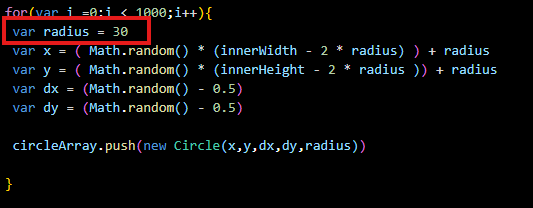 for(var i =0;i < 1000;i++){
var radius = 30
var x = ( Math.random() * (innerWidth - 2 * radius) ) + radius
var y = ( Math.random() * (innerHeight - 2 * radius )) + radius
var dx = (Math.random() - 0.5)
var dy = (Math.random() - 0.5)
circleArray.push(new Circle(x,y,dx,dy,radius))
}